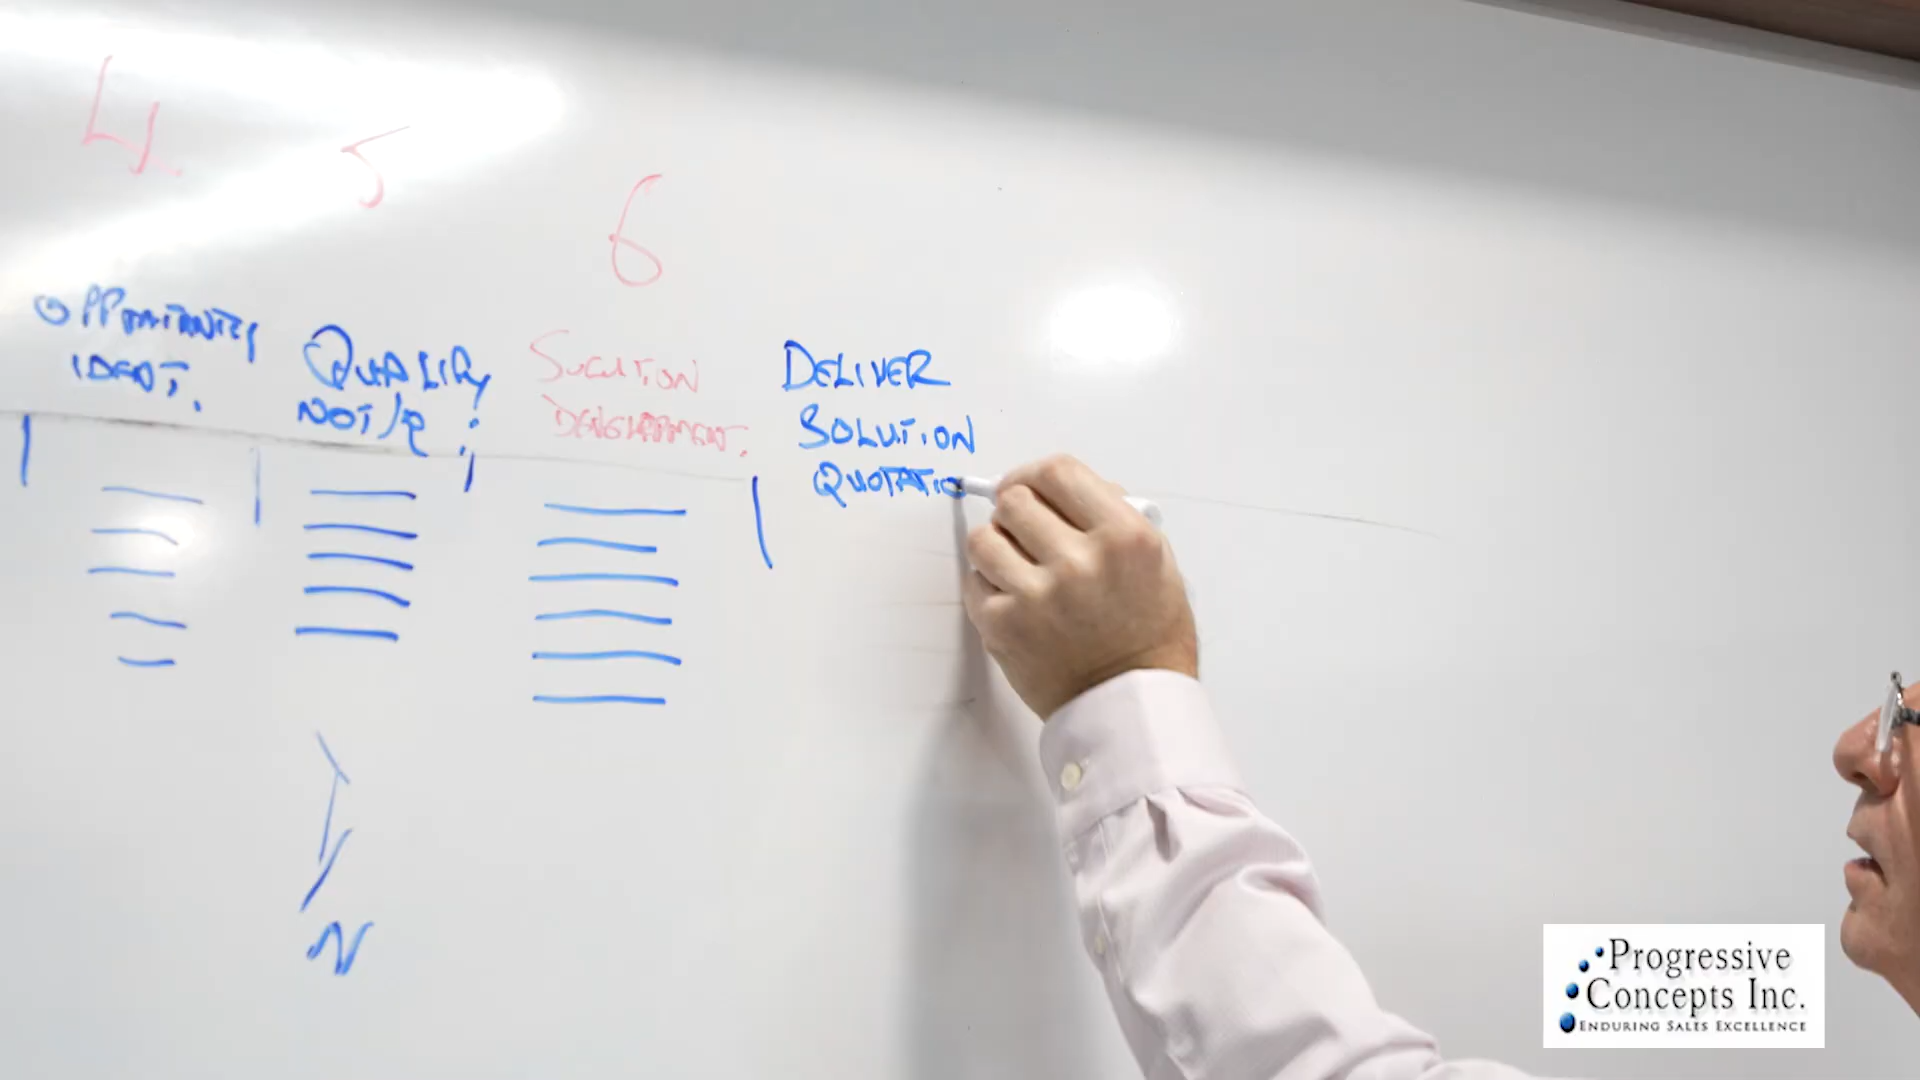 4
5
6
OPPORTUNITY
IDENT.
QUALIFY
NOT/Q
SOLUTION
DEVELOPMENT.
DELIVER
SOLUTION
QUOTATIO
N
Progressive
Concepts Inc.
ENDURING SALES EXCELLENCE